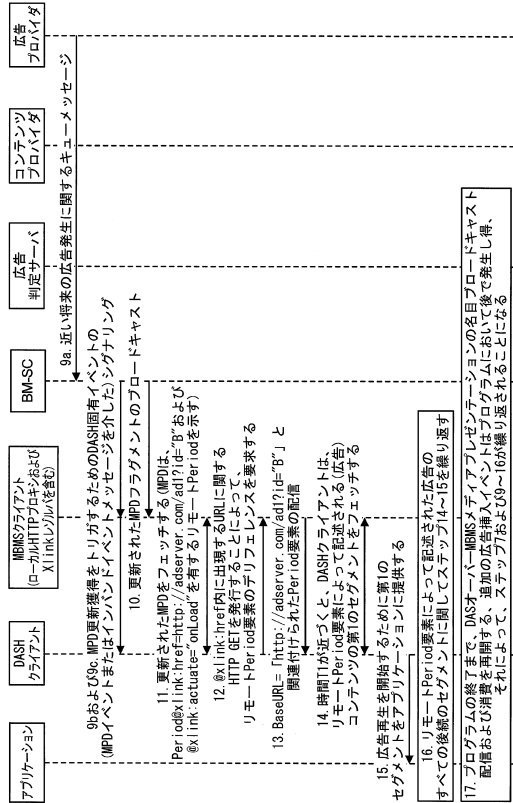 アプリケーション
DASH
クライアント
MBMSクライアント
(ローカルHTTPプロキシおよび
Xlinkレゾルバを含む)
BM-SC
広告
判定サーバ
コンテンツ
プロバイダ
広告
プロバイダ
9a. 近い将来の広告発生に関するキューメッセージ
9bおよび9c. MPD更新獲得をトリガするためのDASH固有イベントの
(MPDイベントまたはインバンドイベントメッセージを介した)シグナリング
10. 更新されたMPDフラグメントのブロードキャスト
11. 更新されたMPDをフェッチする(MPDは、
Period@xlink:href=http://adserver.com/ad1?id="B"および
@xlink:actuate="onLoad"を有するリモートPeriodを示す)
12. @xlink:href内に出現するURLに関する
HTTP GETを発行することによって、
リモートPeriod要素のデリファレンスを要求する
13. BaseURL=「http://adserver.com/ad1?id="B"」と
関連付けられたPeriod要素の配信
14. 時間T1が近づくと、DASHクライアントは、
リモートPeriod要素によって記述される(広告)
コンテンツの第1のセグメントをフェッチする
15. 広告再生を開始するために第1の
セグメントをアプリケーションに提供する
16. リモートPeriod要素によって記述された広告の
すべての後続のセグメントに関してステップ14~15を繰り返す
17. プログラムの終了まで、DASオーバーMBMSメディアプレゼンテーションの名目ブロードキャスト
配信および消費を再開する、追加の広告挿入イベントはプログラムにおいて後で発生し得、
それによって、ステップ7および9~16が繰り返されることになる